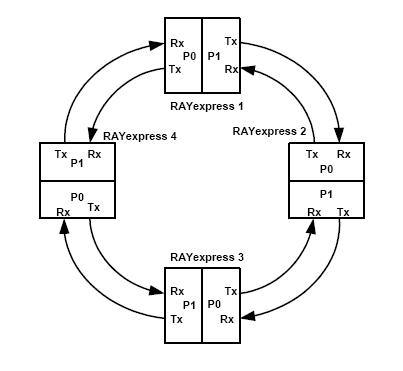 Rx Tx
P0 P1
Tx Rx
RAYexpress 1
RAYexpress 4
RAYexpress 2
Tx Rx
P1
P0
Rx Tx
Tx Rx
P0
P1
Rx Tx
RAYexpress 3
Rx Tx
P1 P0
Tx Rx